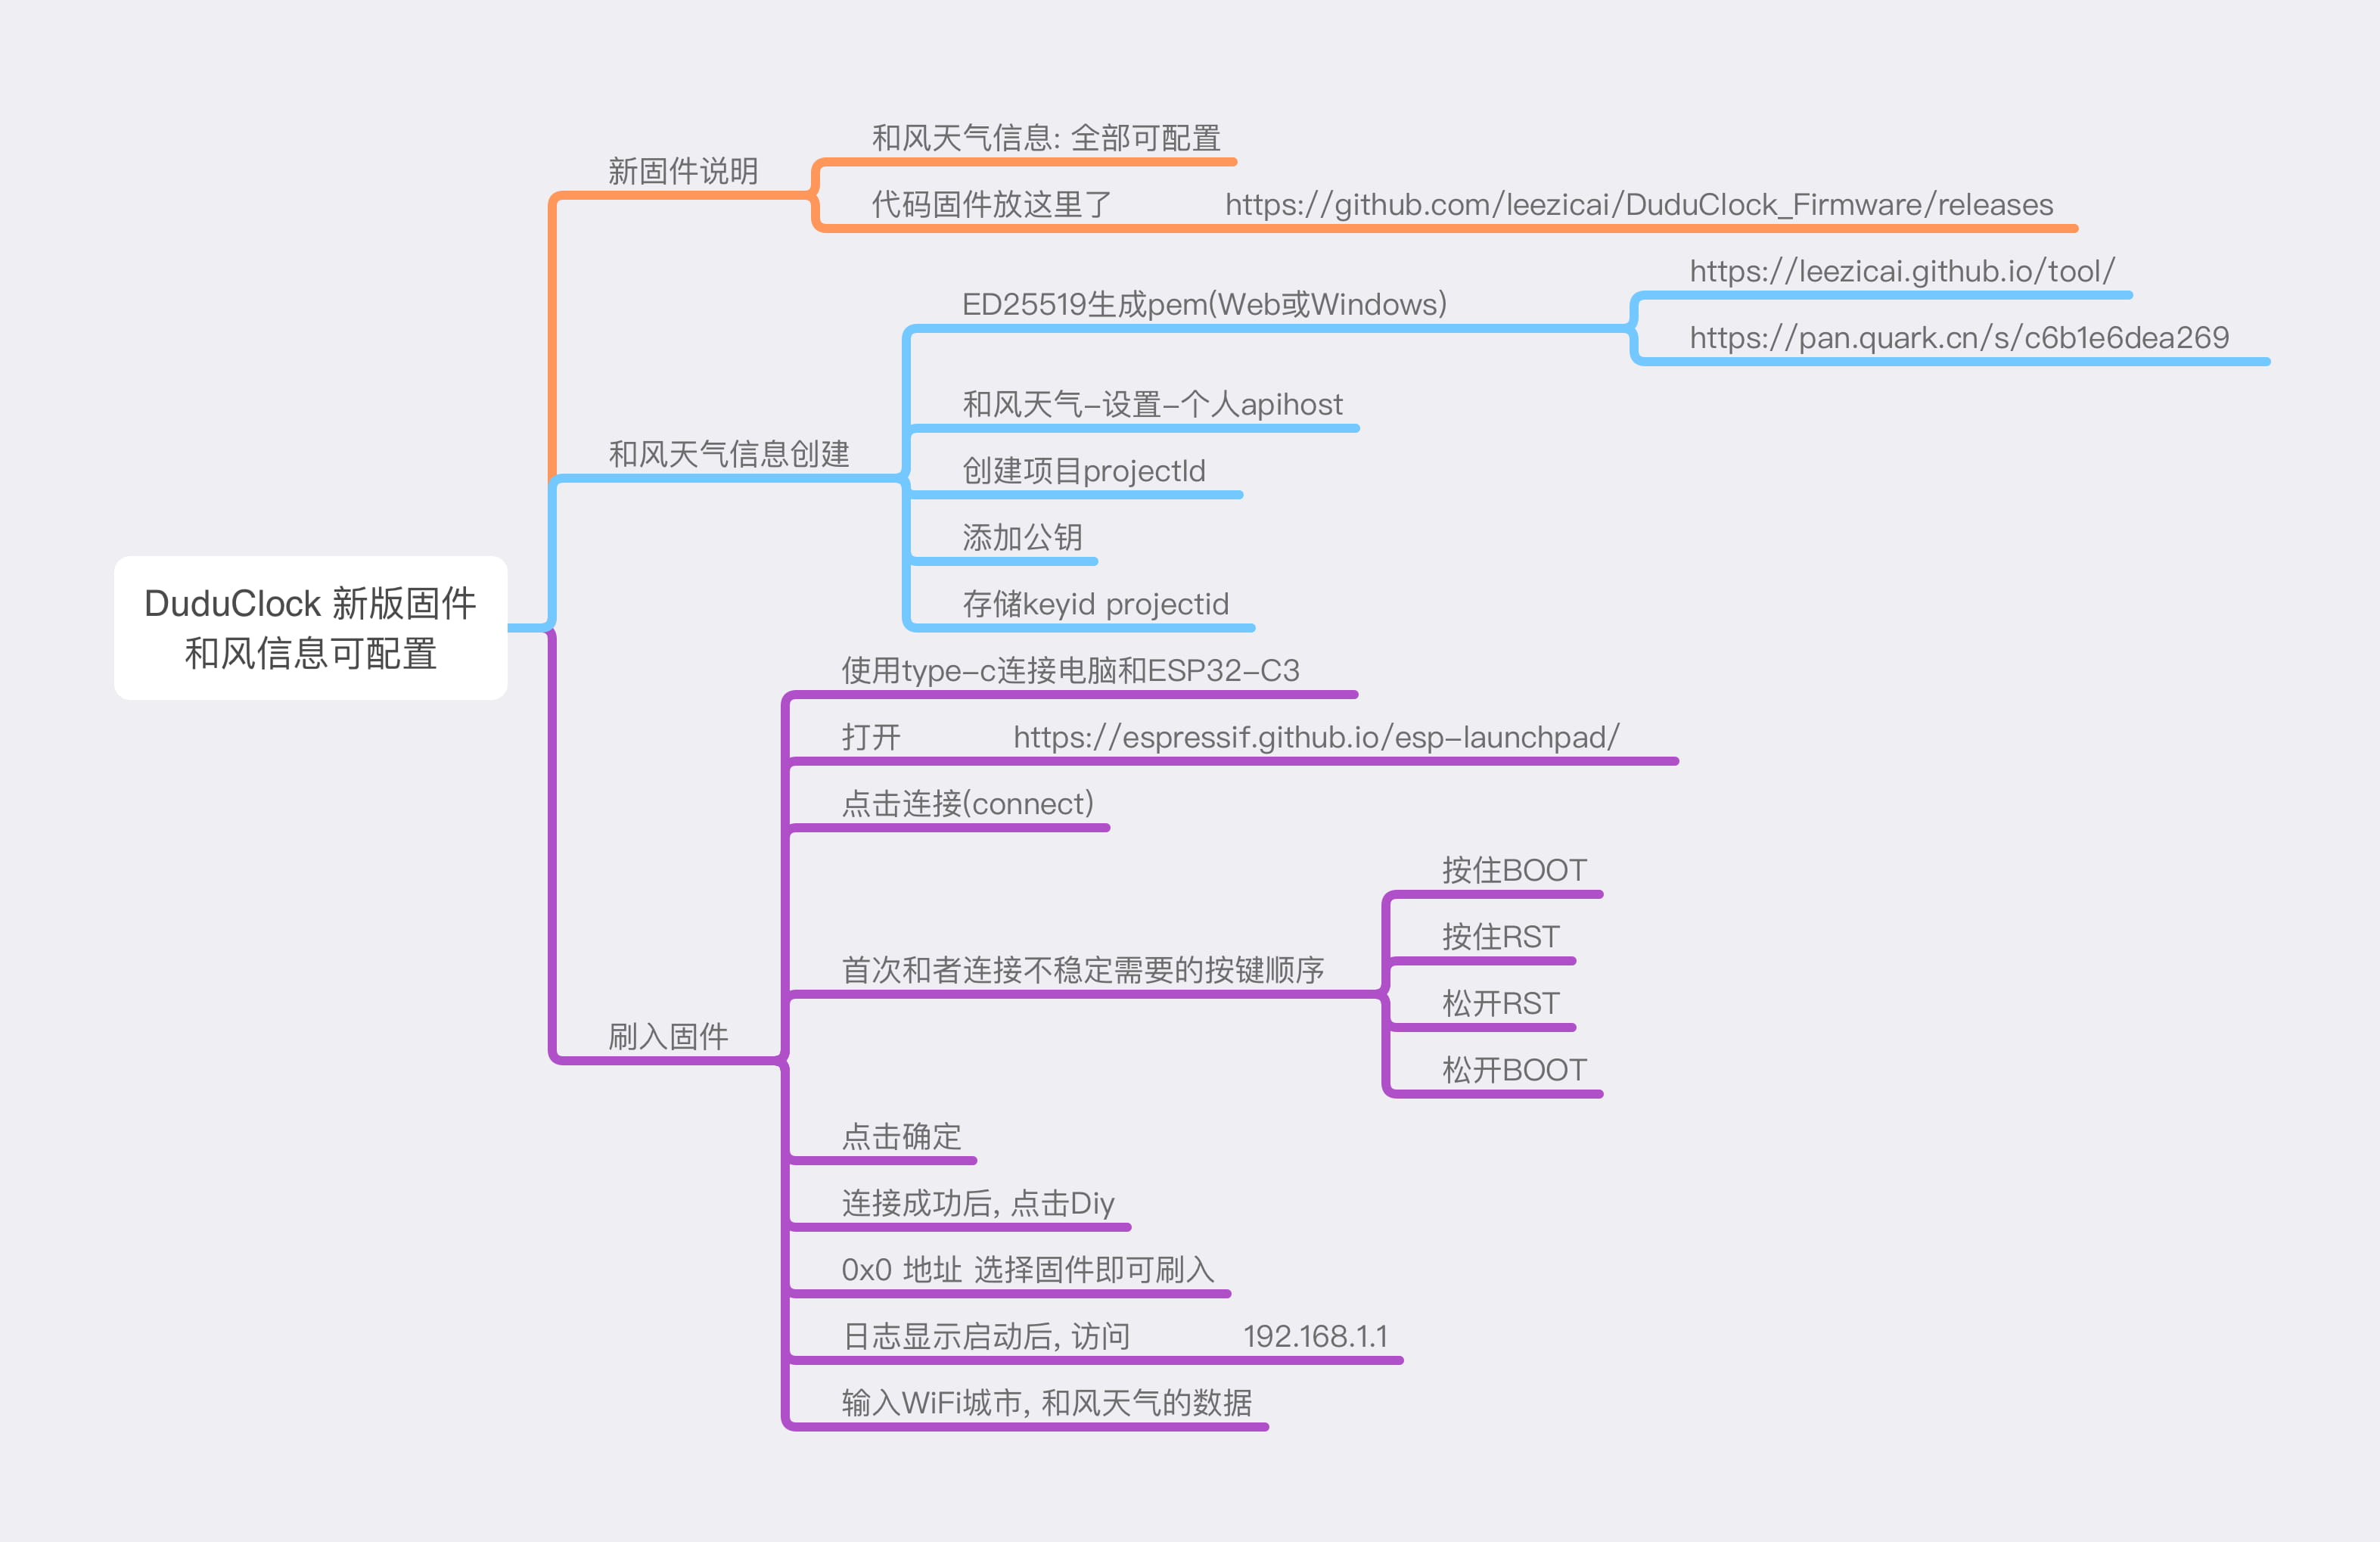 DuduClock 新版固件
和风信息可配置
新固件说明
和风天气信息: 全部可配置
代码固件放这里了 https://github.com/leezicai/DuduClock_Firmware/releases
和风天气信息创建
ED25519生成pem(Web或Windows)
https://leezicai.github.io/tool/
https://pan.quark.cn/s/c6b1e6dea269
和风天气-设置-个人apihost
创建项目projectId
添加公钥
存储keyid projectid
刷入固件
使用type-c连接电脑和ESP32-C3
打开 https://espressif.github.io/esp-launchpad/
点击连接(connect)
首次和者连接不稳定需要的按键顺序
按住BOOT
按住RST
松开RST
松开BOOT
点击确定
连接成功后, 点击Diy
0x0 地址 选择固件即可刷入
日志显示启动后, 访问 192.168.1.1
输入WiFi城市, 和风天气的数据